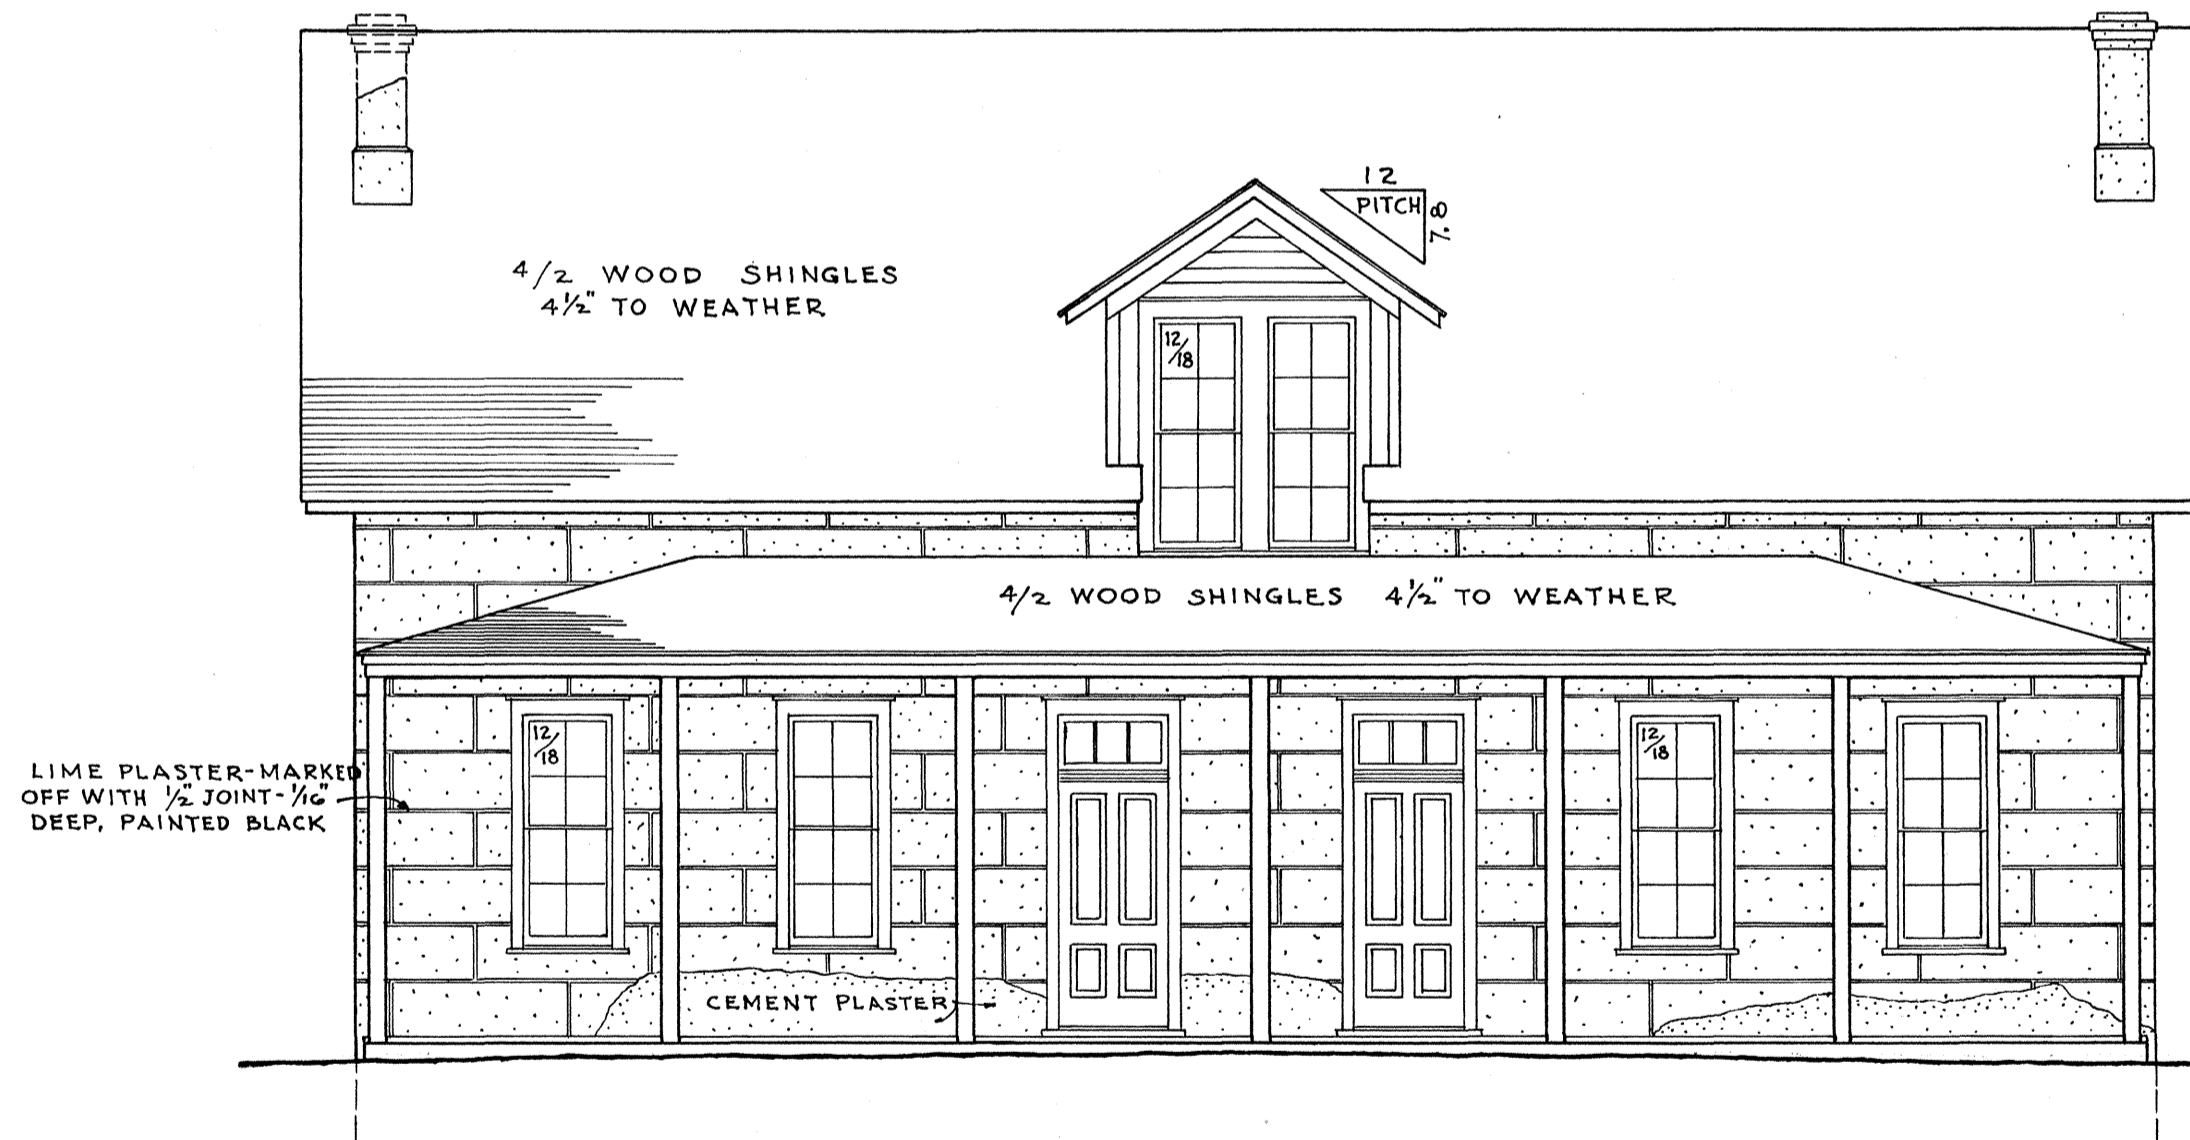 12
PITCH
7.8
4/2 WOOD SHINGLES
4½" TO WEATHER
12/18
4/2 WOOD SHINGLES 4½" TO WEATHER
12/18
12/18
LIME PLASTER-MARKED
OFF WITH ½" JOINT-1/16"
DEEP, PAINTED BLACK
CEMENT PLASTER